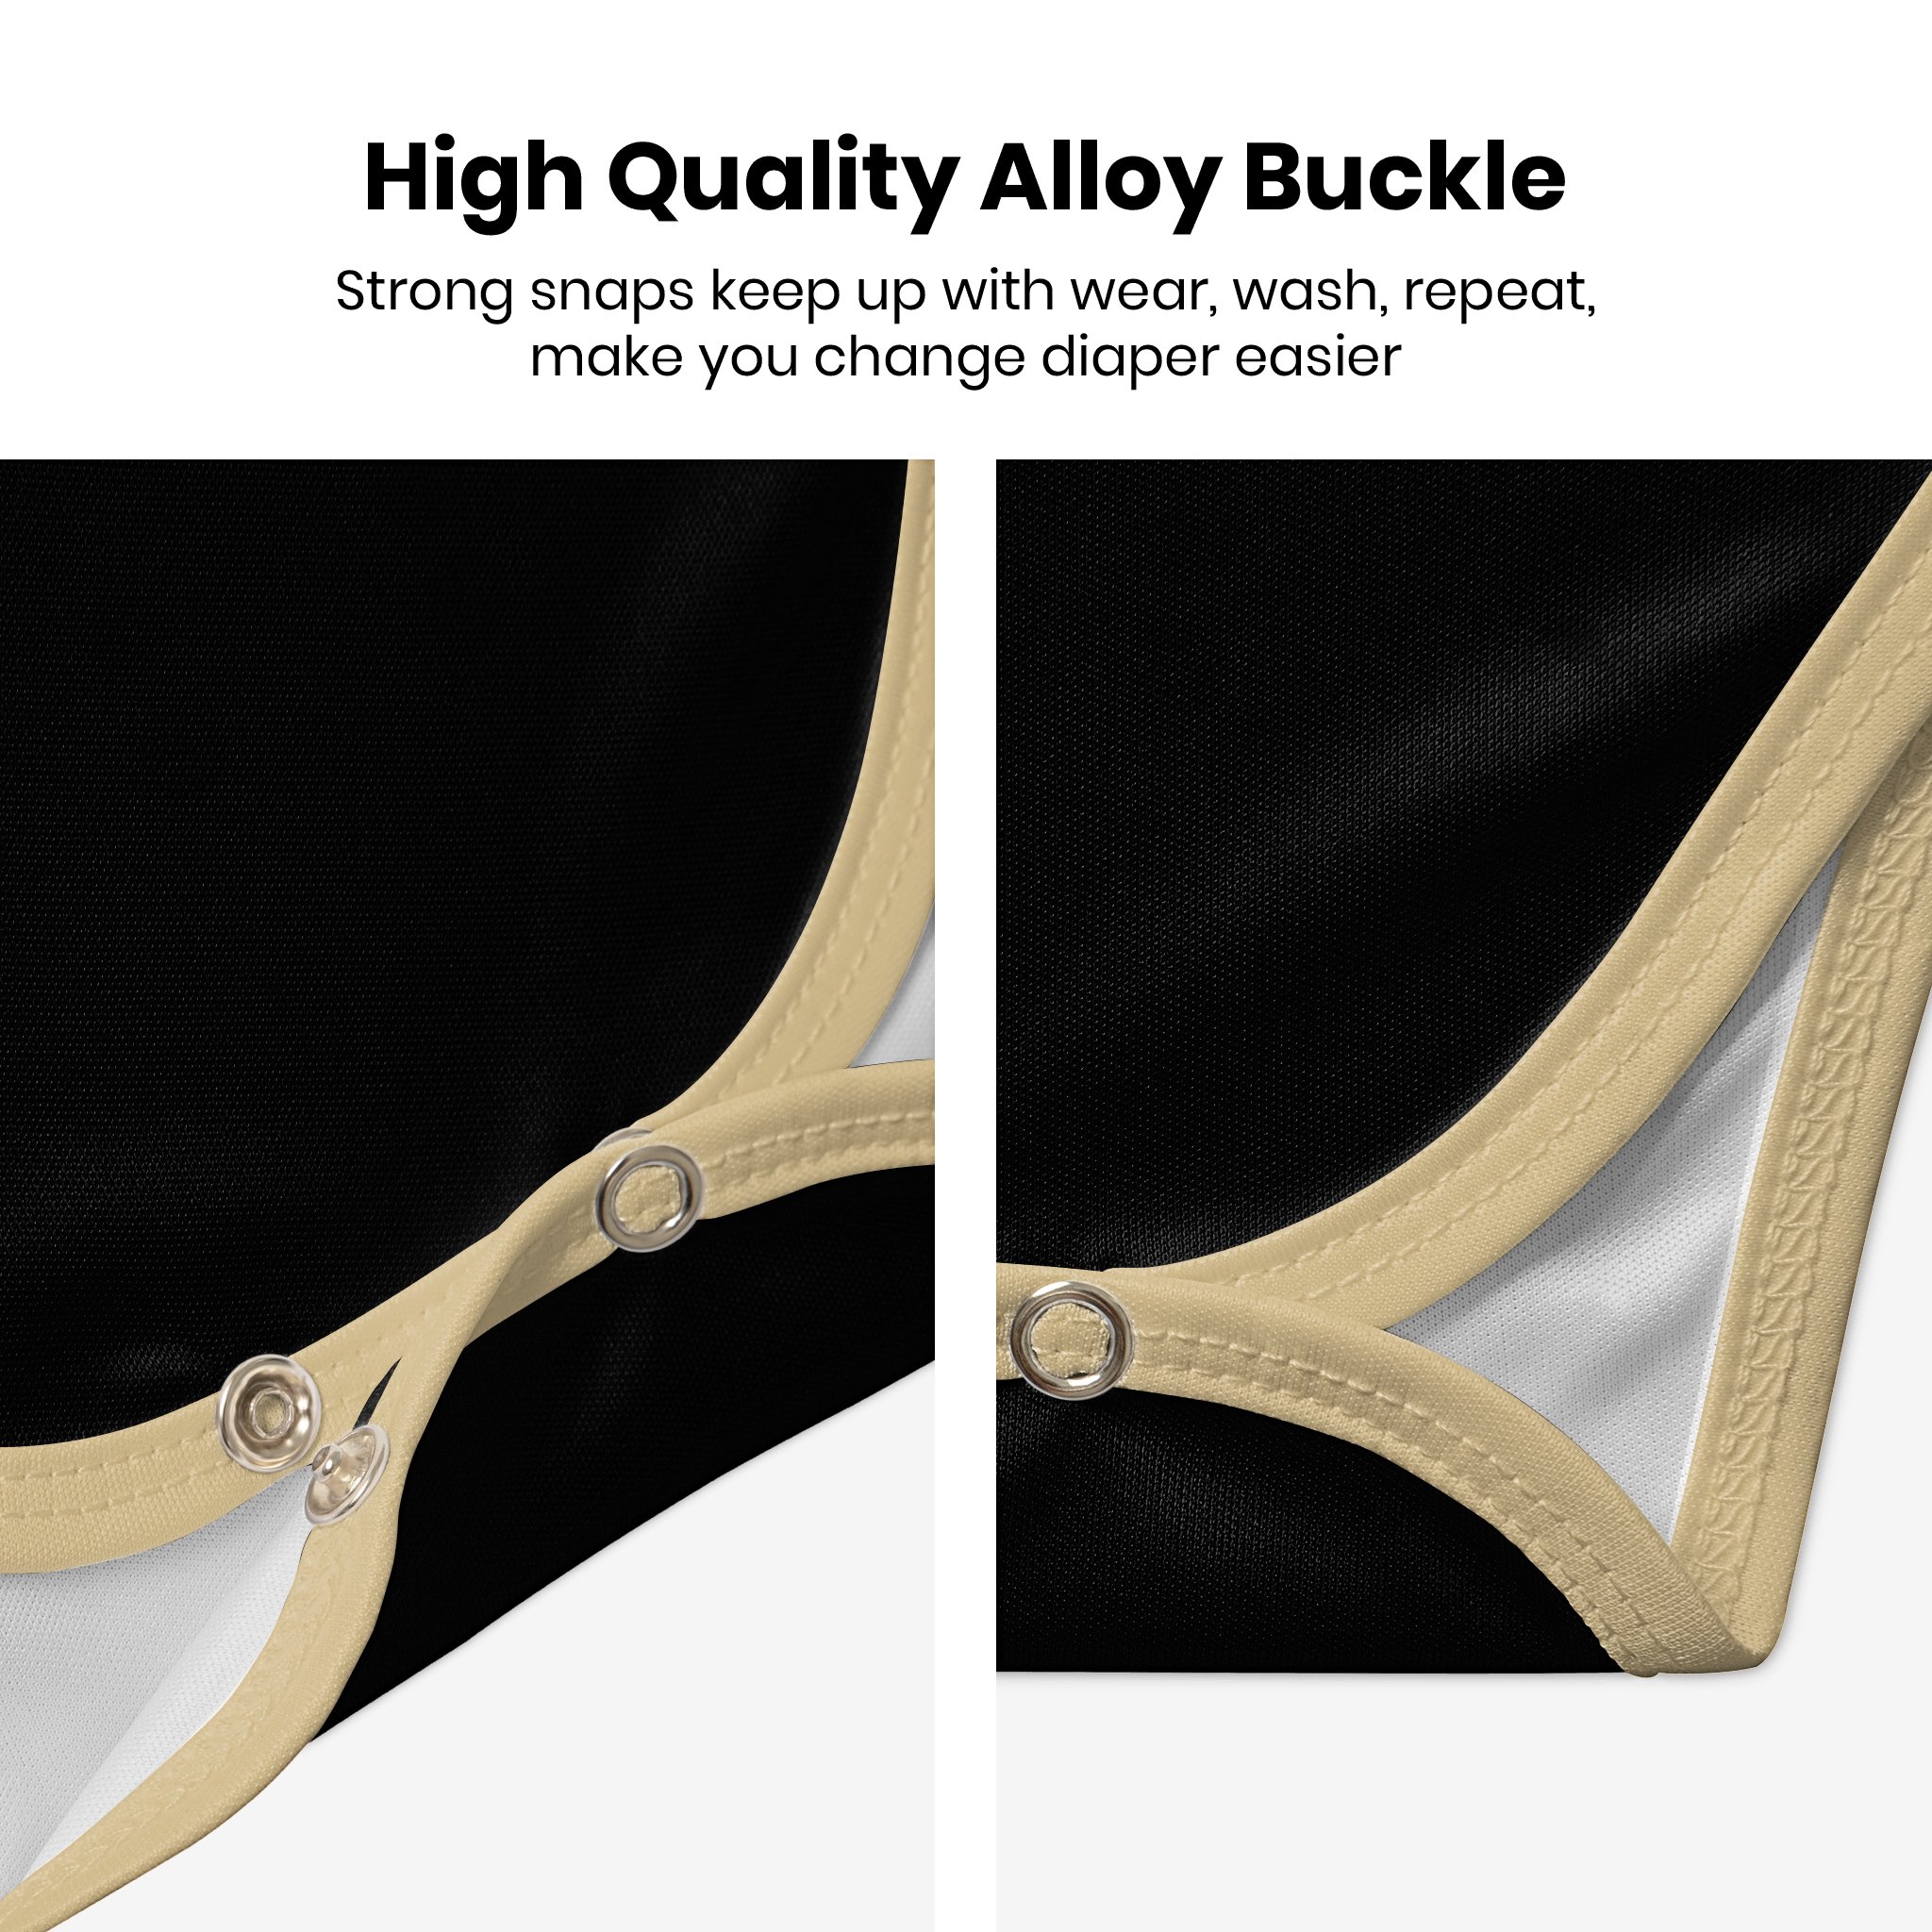 High Quality Alloy Buckle
Strong snaps keep up with wear, wash, repeat,
make you change diaper easier